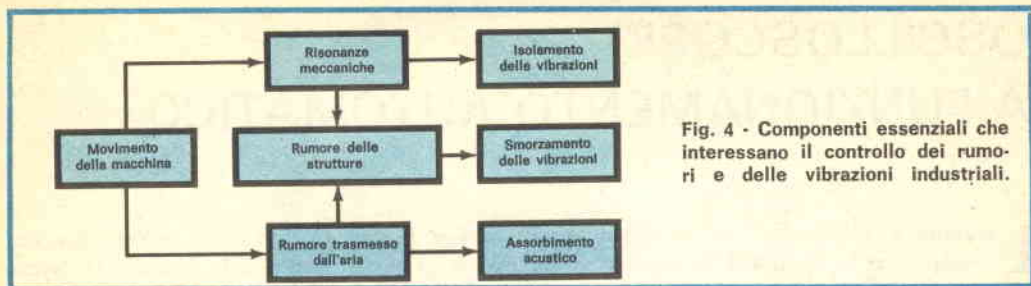 Risonanze
meccaniche
Isolamento
delle vibrazioni
Movimento
della macchina
Rumore delle
strutture
Smorzamento
delle vibrazioni
Rumore trasmesso
dall'aria
Assorbimento
acustico
Fig. 4 - Componenti essenziali che
interessano il controllo dei rumo-
ri e delle vibrazioni industriali.